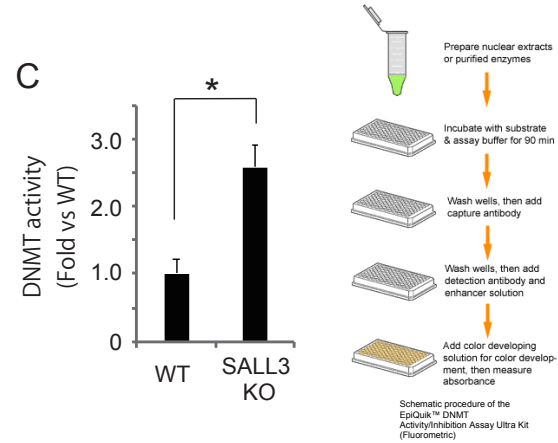 C
DNMT activity
(Fold vs WT)
3.0
2.0
1.0
0
*
WT
SALL3
KO
Prepare nuclear extracts
or purified enzymes
Incubate with substrate
& assay buffer for 90 min
Wash wells, then add
capture antibody
Wash wells, then add
detection antibody and
enhancer solution
Add color developing
solution for color develop-
ment, then measure
absorbance
Schematic procedure of the
EpiQuik™ DNMT
Activity/Inhibition Assay Ultra Kit
(Fluorometric)